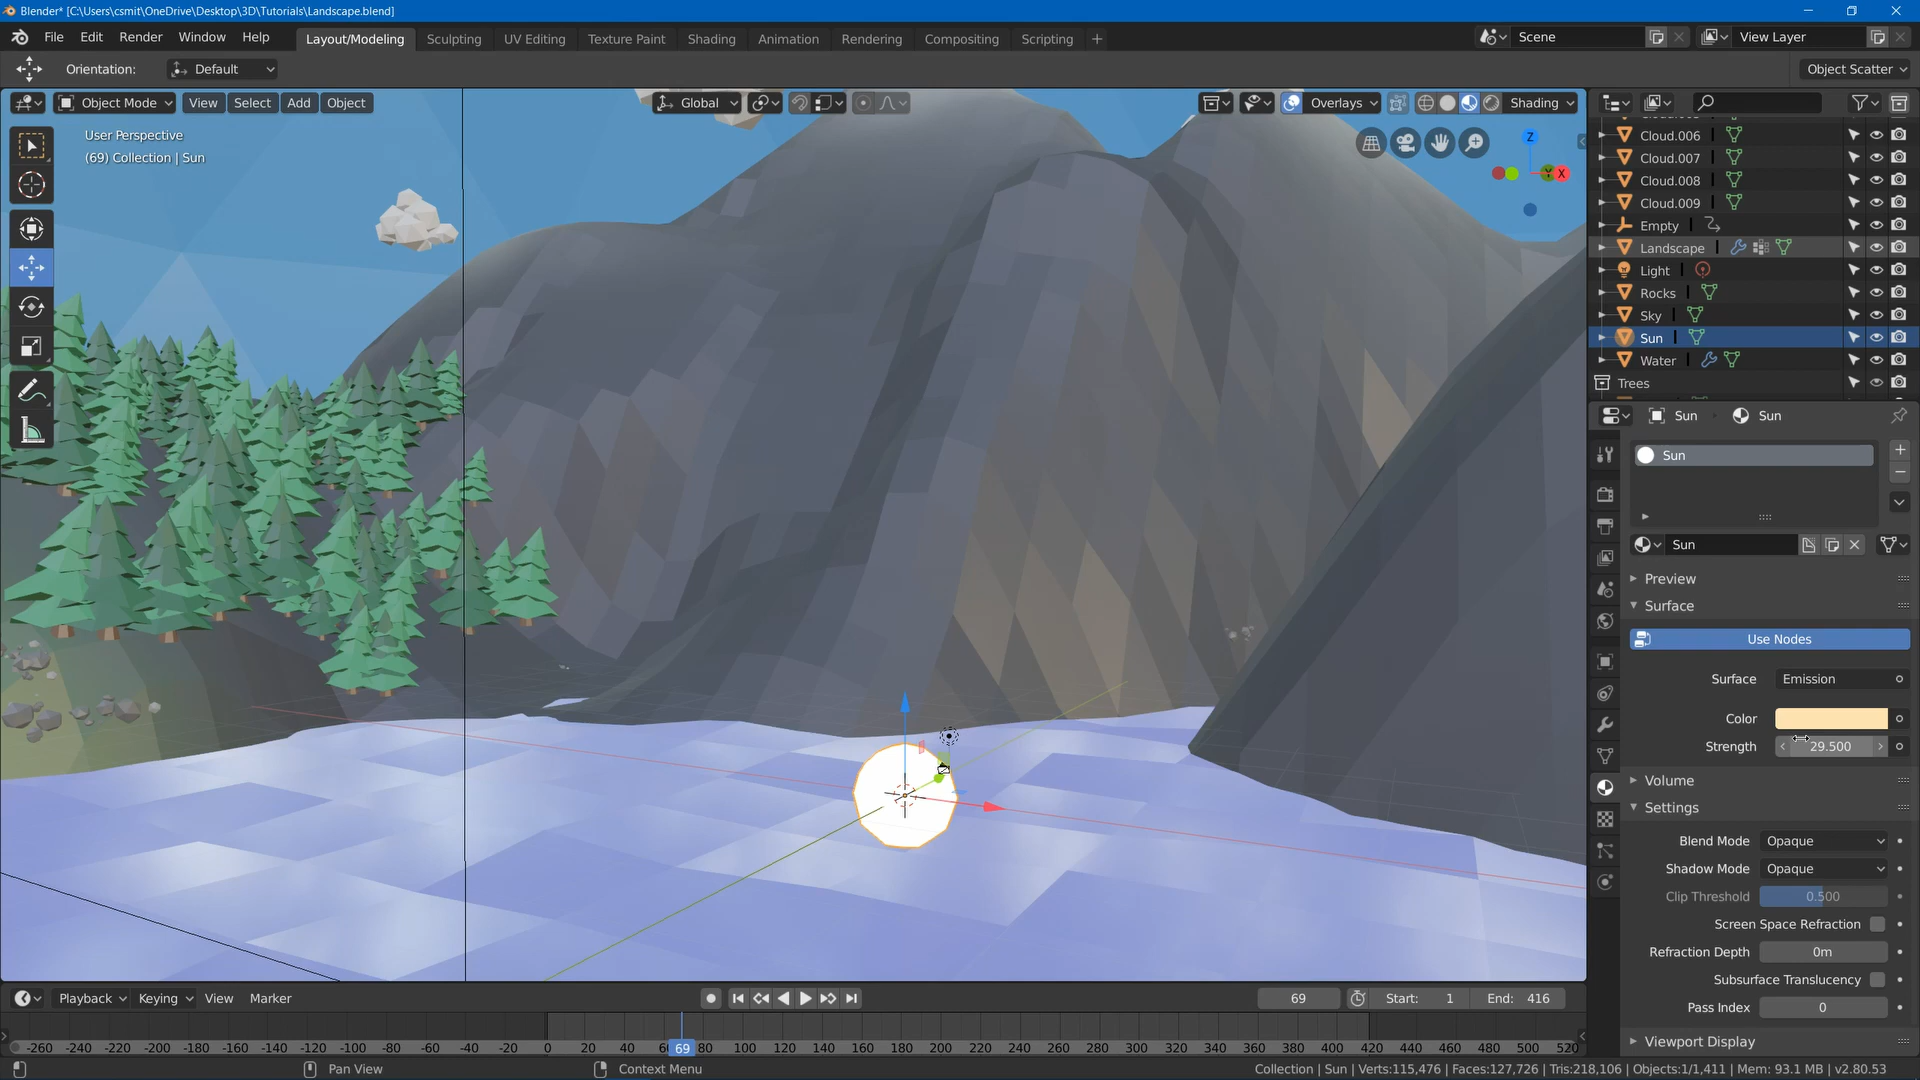 Blender* [C:\Users\csmit\OneDrive\Desktop\3D\Tutorials\Landscape.blend]
File Edit Render Window Help Layout/Modeling Sculpting UV Editing Texture Paint Shading Animation Rendering Compositing Scripting + Scene View Layer
Orientation: Default Object Scatter
Object Mode View Select Add Object Global Overlays Shading
User Perspective
(69) Collection | Sun
Z
Y X
Cloud.006
Cloud.007
Cloud.008
Cloud.009
Empty
Landscape
Light
Rocks
Sky
Sun
Water
Trees
Sun Sun
Sun
Sun
Preview
Surface
Use Nodes
Surface Emission
Color
Strength 29.500
Volume
Settings
Blend Mode Opaque
Shadow Mode Opaque
Clip Threshold 0.500
Screen Space Refraction
Refraction Depth 0m
Subsurface Translucency
Pass Index 0
Viewport Display
Playback Keying View Marker 69 Start: 1 End: 416
-260 -240 -220 -200 -180 -160 -140 -120 -100 -80 -60 -40 -20 0 20 40 69 80 100 120 140 160 180 200 220 240 260 280 300 320 340 360 380 400 420 440 460 480 500 520
Pan View Context Menu Collection | Sun | Verts:115,476 | Faces:127,726 | Tris:218,106 | Objects:1/1,411 | Mem: 93.1 MB | v2.80.53